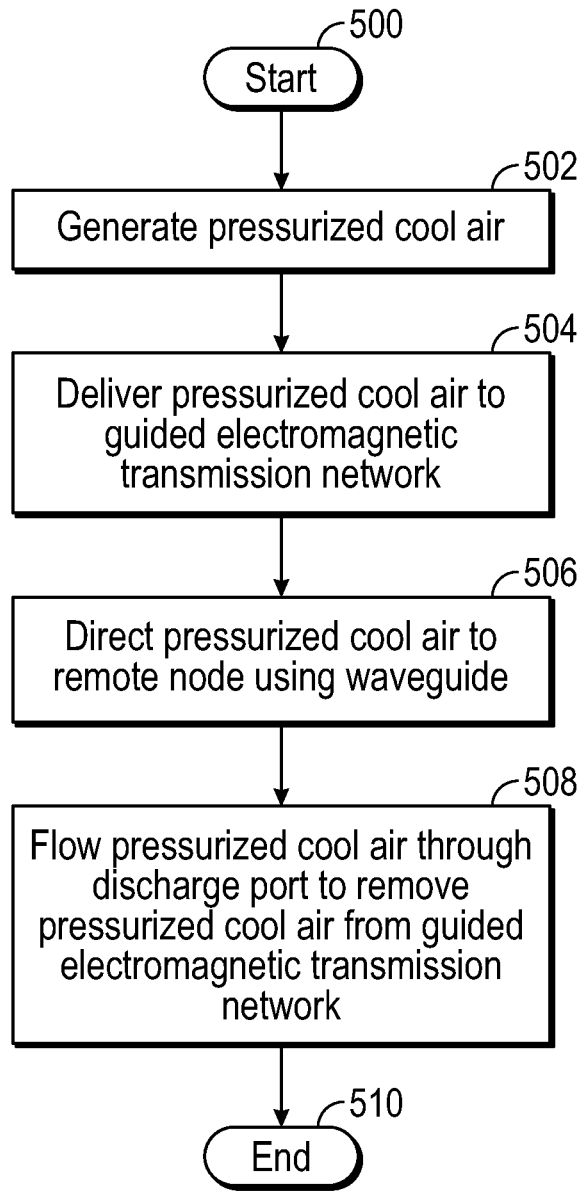 500
Start
502
Generate pressurized cool air
504
Deliver pressurized cool air to
guided electromagnetic
transmission network
506
Direct pressurized cool air to
remote node using waveguide
508
Flow pressurized cool air through
discharge port to remove
pressurized cool air from guided
electromagnetic transmission
network
510
End